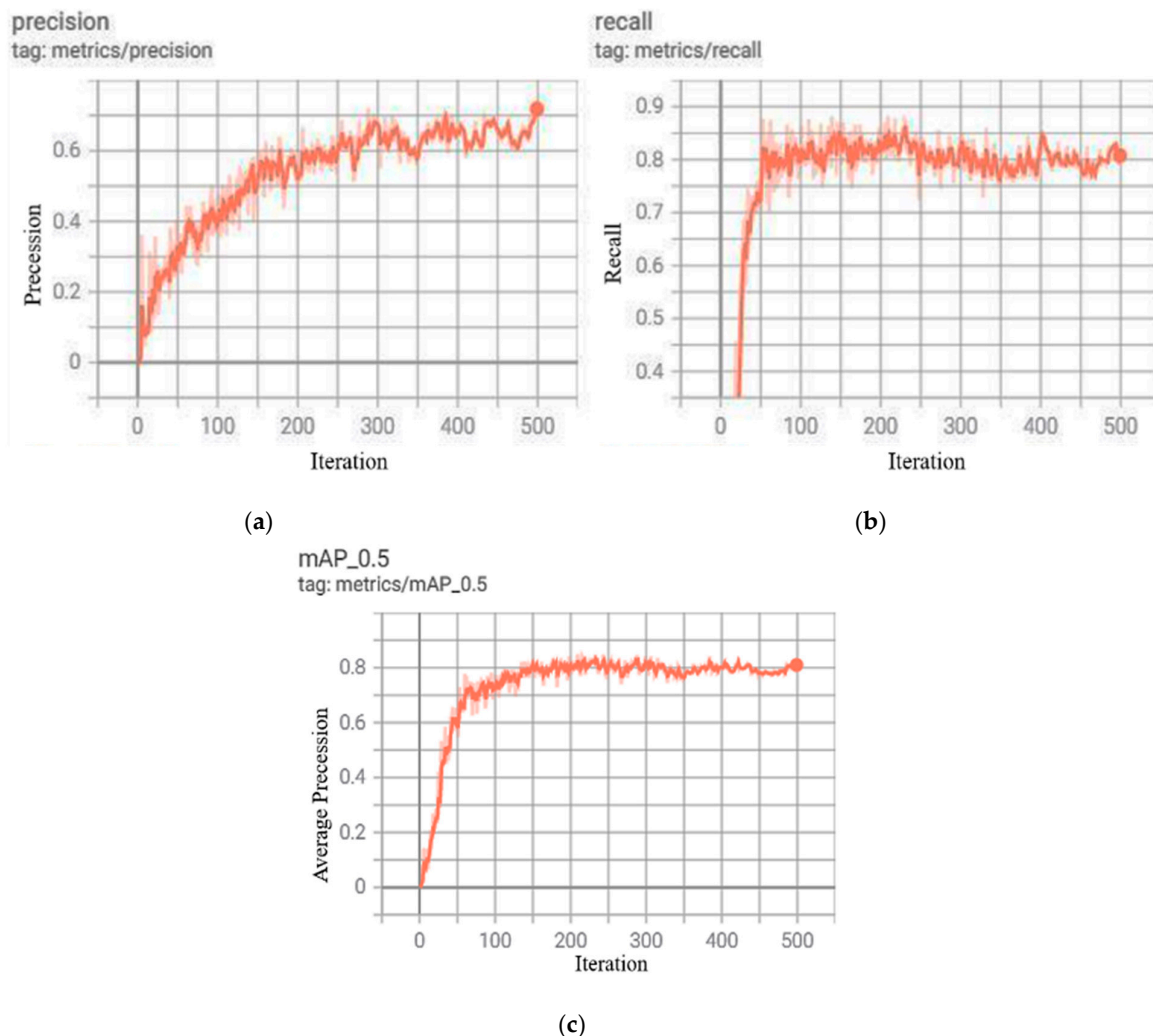 precision
tag: metrics/precision
0.6
0.4
0.2
0
Precession
0 100 200 300 400 500
Iteration
(a)
recall
tag: metrics/recall
0.9
0.8
0.7
0.6
0.5
0.4
Recall
0 100 200 300 400 500
Iteration
(b)
mAP_0.5
tag: metrics/mAP_0.5
0.8
0.6
0.4
0.2
0
Average Precession
0 100 200 300 400 500
Iteration
(c)